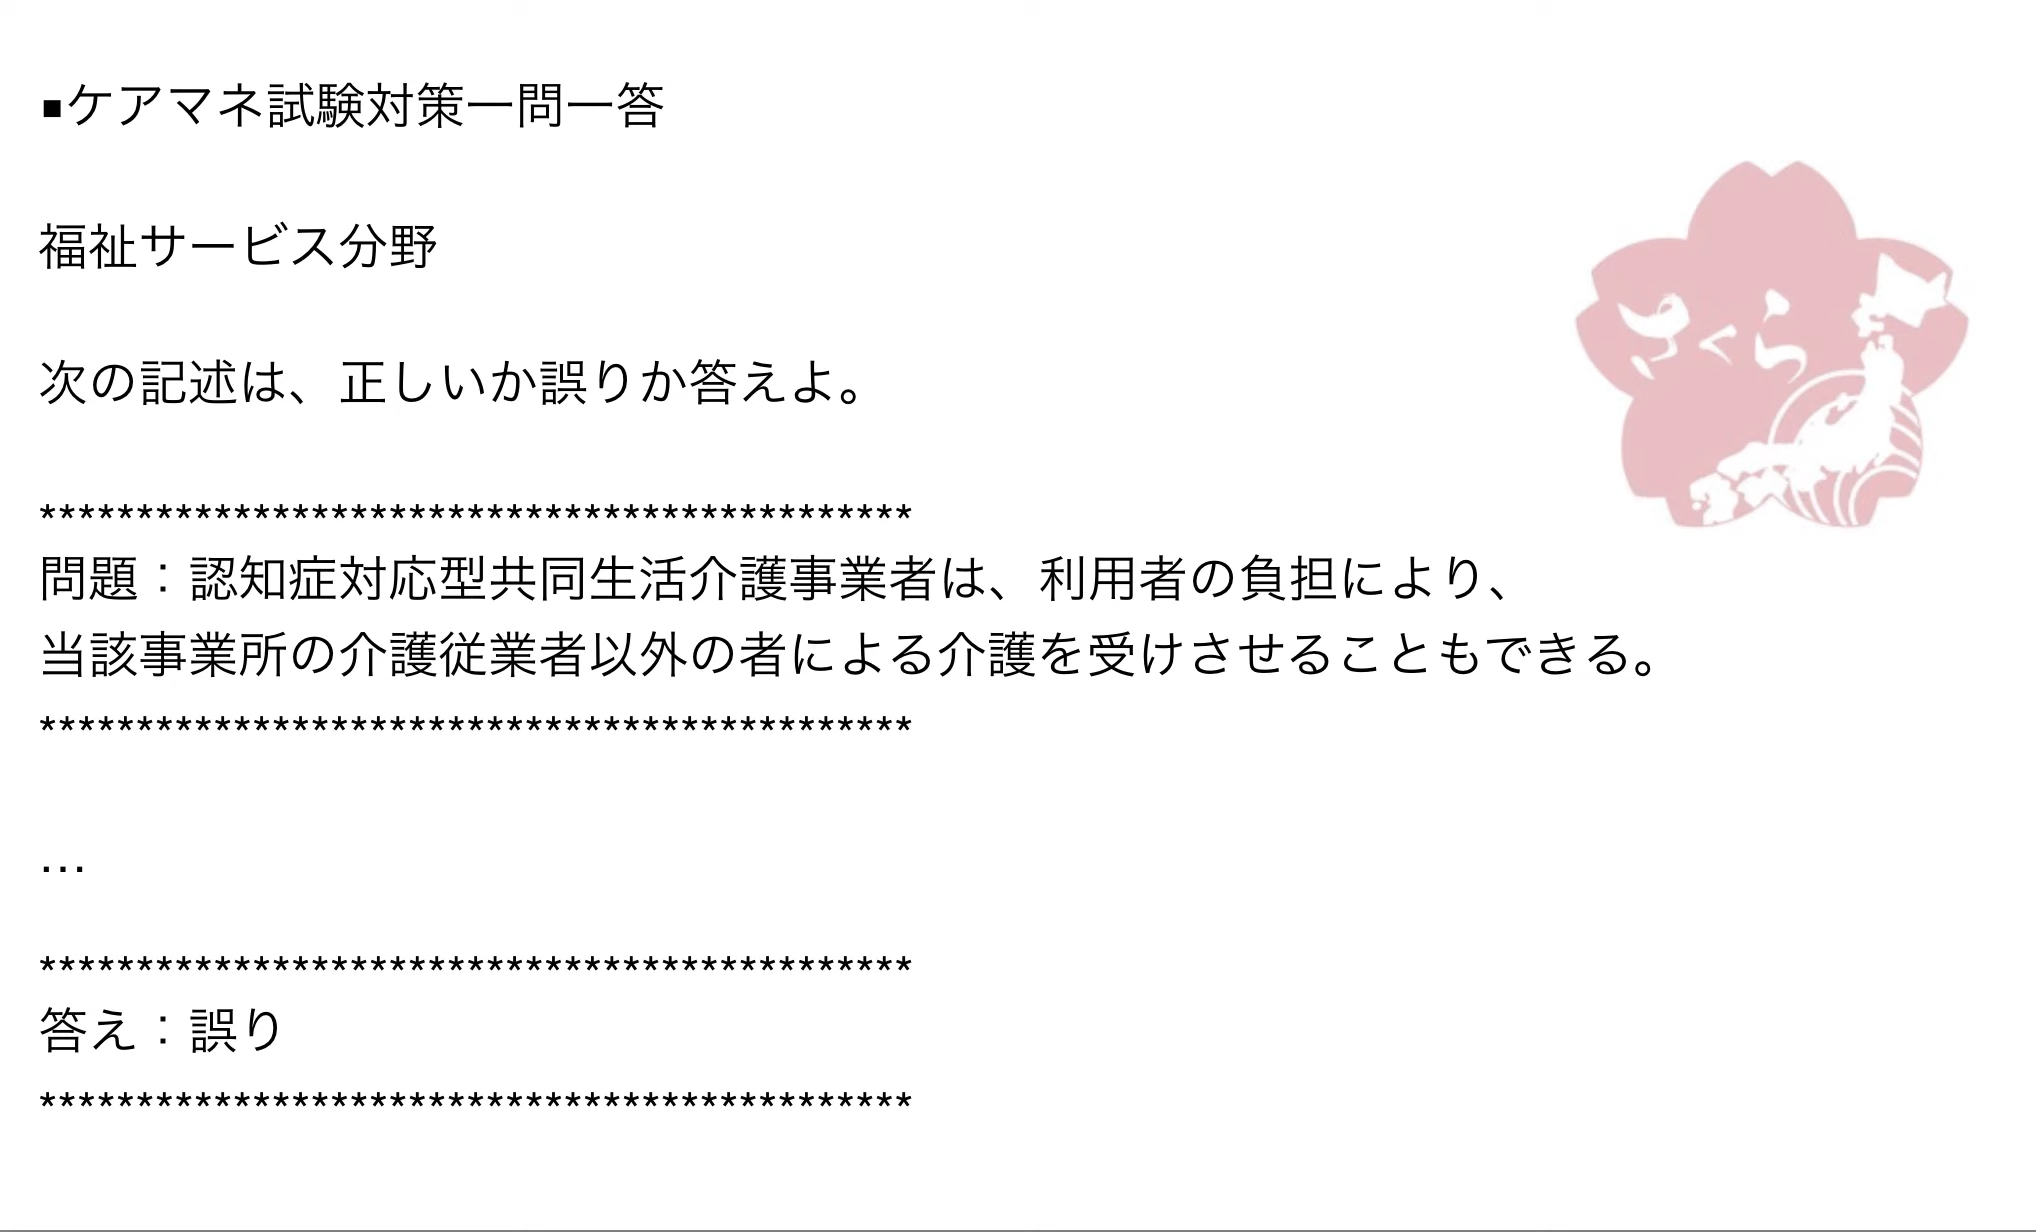 ▪ケアマネ試験対策一問一答
福祉サービス分野
次の記述は、正しいか誤りか答えよ。
*********************************************
問題：認知症対応型共同生活介護事業者は、利用者の負担により、
当該事業所の介護従業者以外の者による介護を受けさせることもできる。
*********************************************
…
*********************************************
答え：誤り
*********************************************
さくら